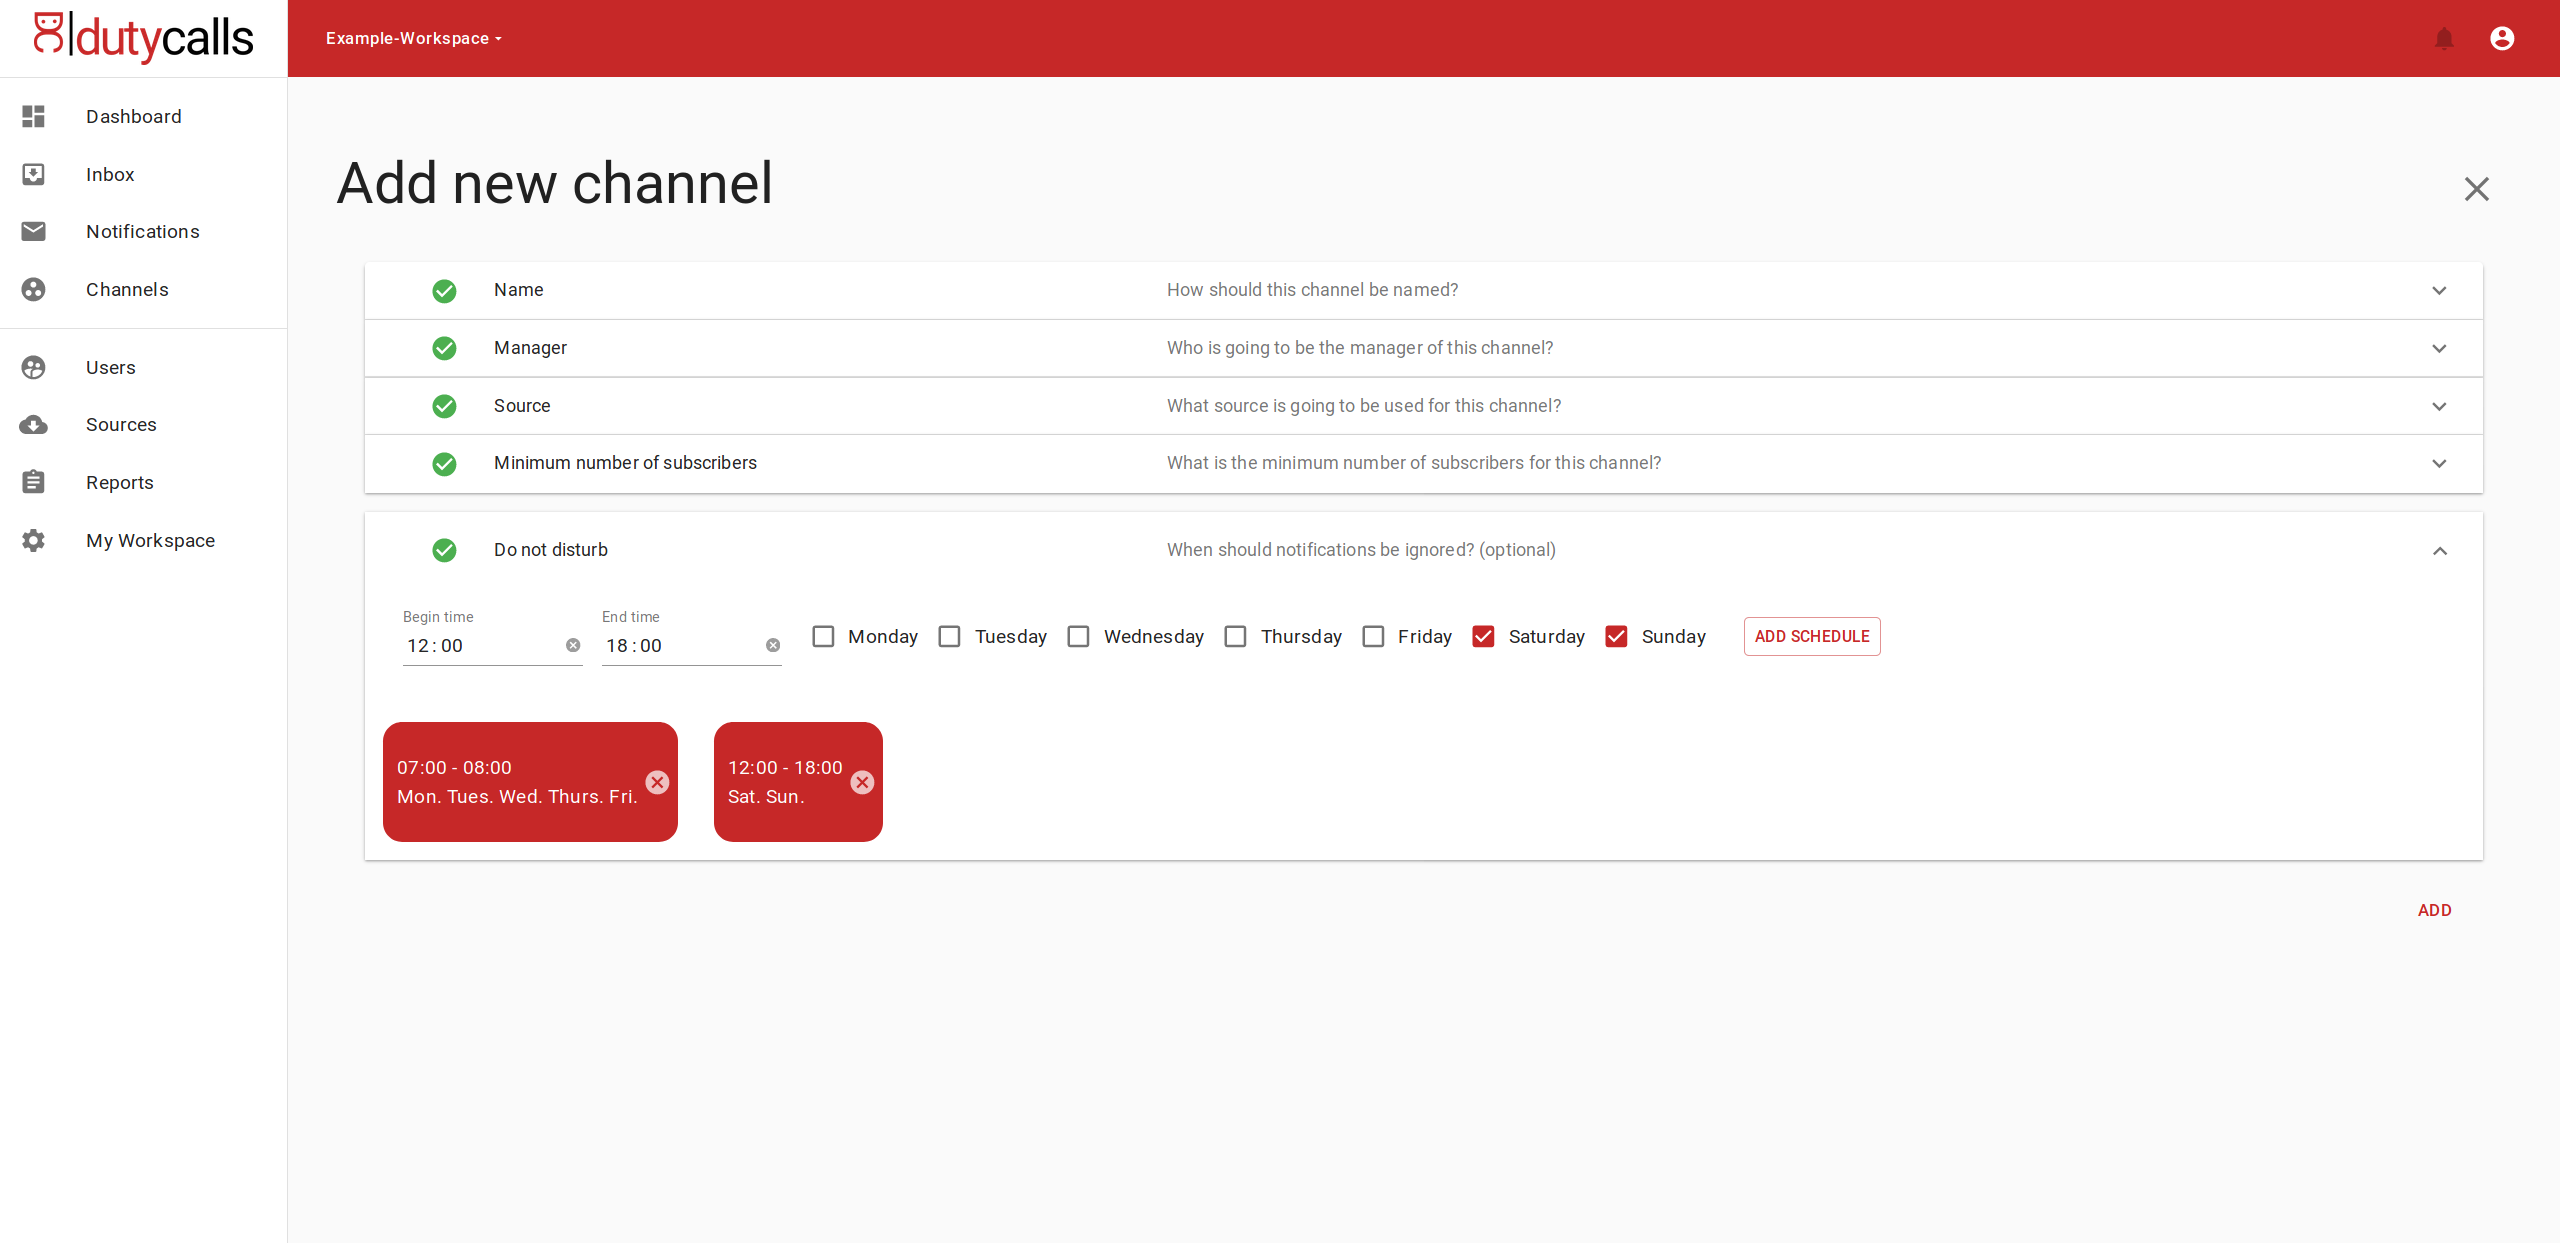 dutycalls
Example-Workspace
Dashboard
Inbox
Notifications
Channels
Users
Sources
Reports
My Workspace
Add new channel
Name How should this channel be named?
Manager Who is going to be the manager of this channel?
Source What source is going to be used for this channel?
Minimum number of subscribers What is the minimum number of subscribers for this channel?
Do not disturb When should notifications be ignored? (optional)
Begin time End time
12:00 18:00 Monday Tuesday Wednesday Thursday Friday Saturday Sunday ADD SCHEDULE
07:00 - 08:00
Mon. Tues. Wed. Thurs. Fri.
12:00 - 18:00
Sat. Sun.
ADD